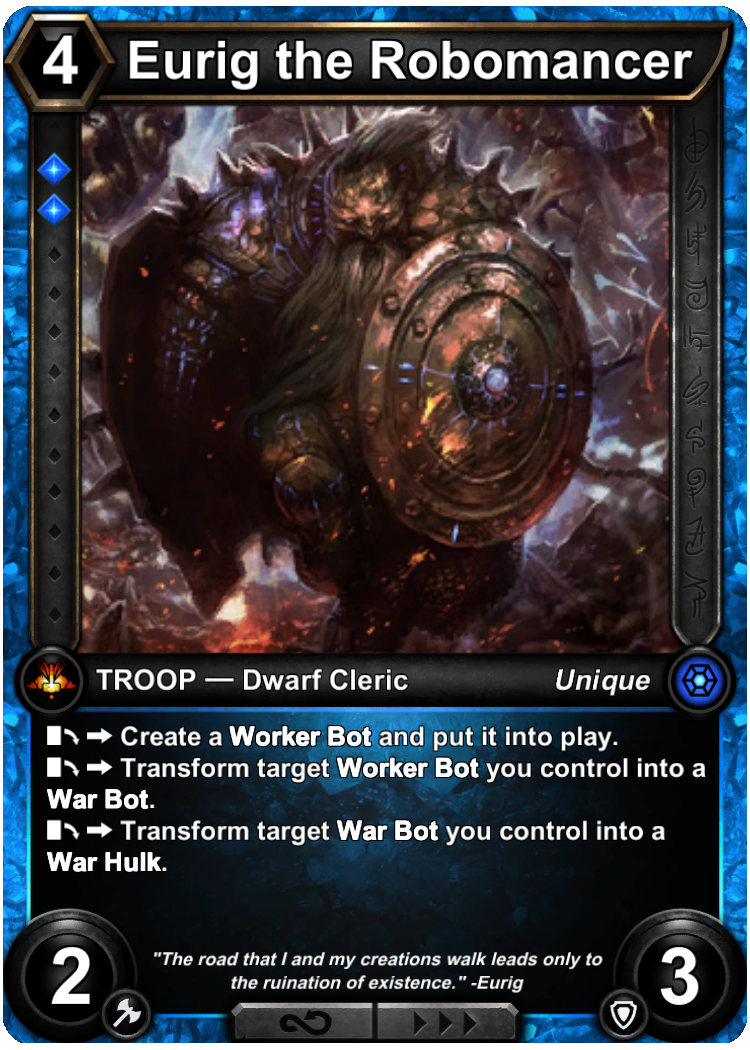 4
Eurig the Robomancer
TROOP — Dwarf Cleric
Unique
Create a Worker Bot and put it into play.
Transform target Worker Bot you control into a
War Bot.
Transform target War Bot you control into a
War Hulk.
"The road that I and my creations walk leads only to
the ruination of existence." -Eurig
2
3